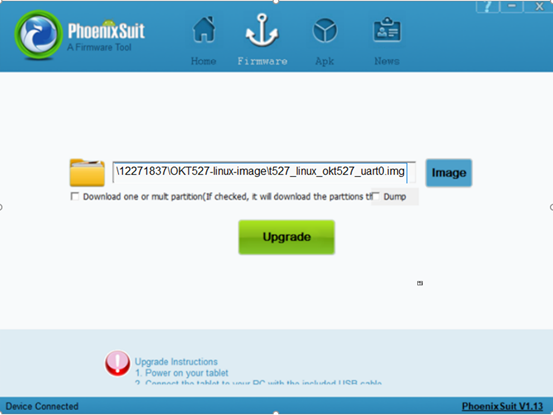 ?
PhoenixSuit
A Firmware Tool
Home
Firmware
Apk
News
\12271837\OKT527-linux-image\t527_linux_okt527_uart0.img
Image
Download one or mult partition(If checked, it will download the parttions th
Dump
Upgrade
Upgrade Instructions
1. Power on your tablet
2. Connect the tablet to your PC with the included USB cable
Device Connected
PhoenixSuit V1.13